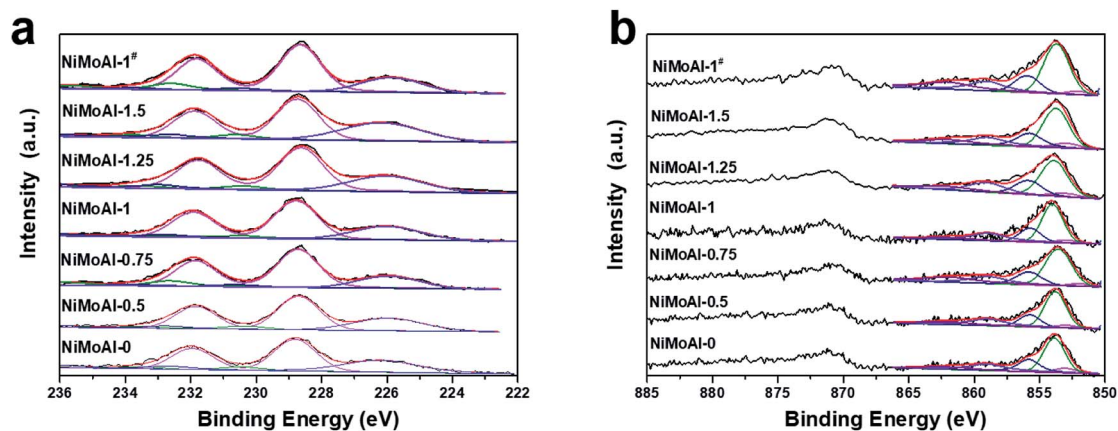 a
NiMoAl-1#
NiMoAl-1.5
NiMoAl-1.25
NiMoAl-1
NiMoAl-0.75
NiMoAl-0.5
NiMoAl-0
Intensity (a.u.)
236 234 232 230 228 226 224 222
Binding Energy (eV)
b
NiMoAl-1#
NiMoAl-1.5
NiMoAl-1.25
NiMoAl-1
NiMoAl-0.75
NiMoAl-0.5
NiMoAl-0
Intensity (a.u.)
885 880 875 870 865 860 855 850
Binding Energy (eV)